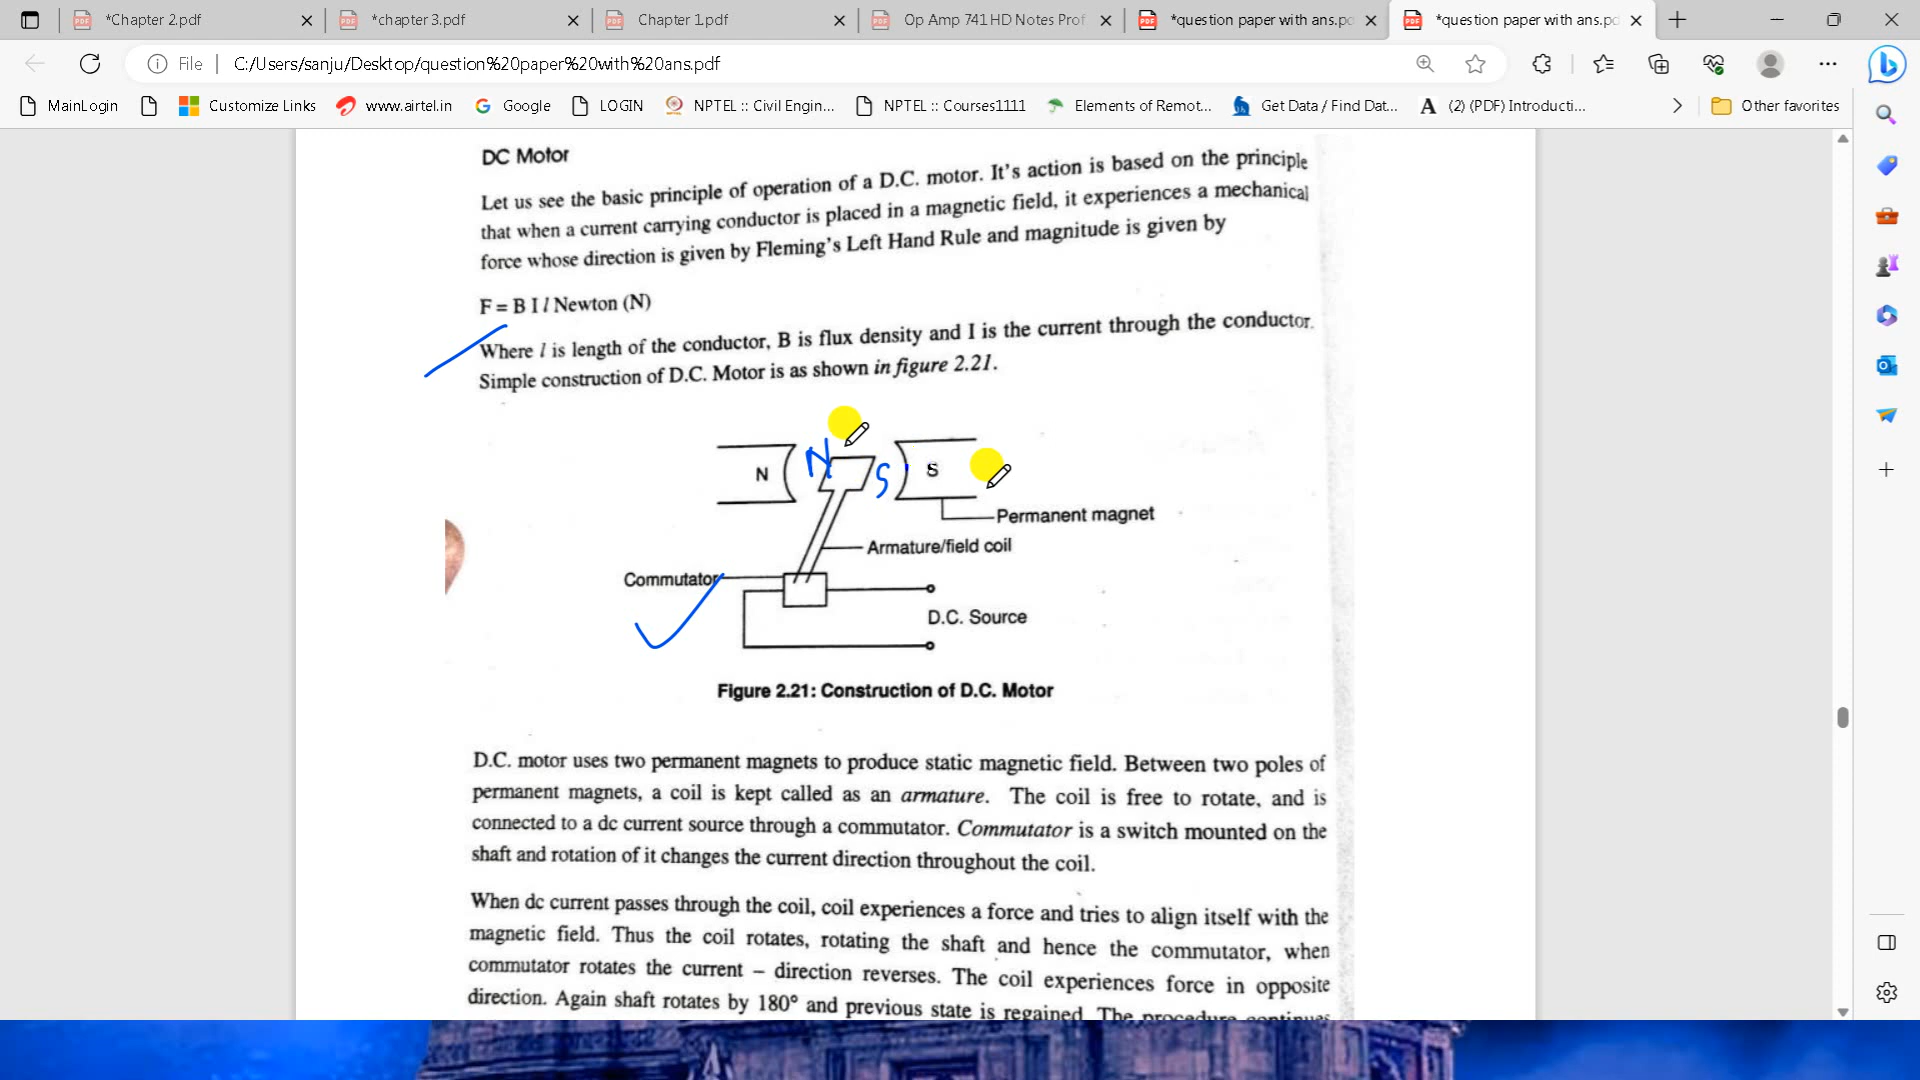 *Chapter 2.pdf
*chapter 3.pdf
Chapter 1.pdf
Op Amp 741 HD Notes Prof
*question paper with ans.pd
*question paper with ans.pd
File
C:/Users/sanju/Desktop/question%20paper%20with%20ans.pdf
MainLogin
Customize Links
www.airtel.in
Google
LOGIN
NPTEL :: Civil Engin...
NPTEL :: Courses1111
Elements of Remot...
Get Data / Find Dat...
(2) (PDF) Introducti...
Other favorites
DC Motor
Let us see the basic principle of operation of a D.C. motor. It's action is based on the principle
that when a current carrying conductor is placed in a magnetic field, it experiences a mechanical
force whose direction is given by Fleming's Left Hand Rule and magnitude is given by
F = B I l Newton (N)
Where l is length of the conductor, B is flux density and I is the current through the conductor.
Simple construction of D.C. Motor is as shown in figure 2.21.
N
N
S
S
Permanent magnet
Armature/field coil
Commutator
D.C. Source
Figure 2.21: Construction of D.C. Motor
D.C. motor uses two permanent magnets to produce static magnetic field. Between two poles of
permanent magnets, a coil is kept called as an armature. The coil is free to rotate, and is
connected to a dc current source through a commutator. Commutator is a switch mounted on the
shaft and rotation of it changes the current direction throughout the coil.
When dc current passes through the coil, coil experiences a force and tries to align itself with the
magnetic field. Thus the coil rotates, rotating the shaft and hence the commutator, when
commutator rotates the current – direction reverses. The coil experiences force in opposite
direction. Again shaft rotates by 180° and previous state is regained. The procedure continues